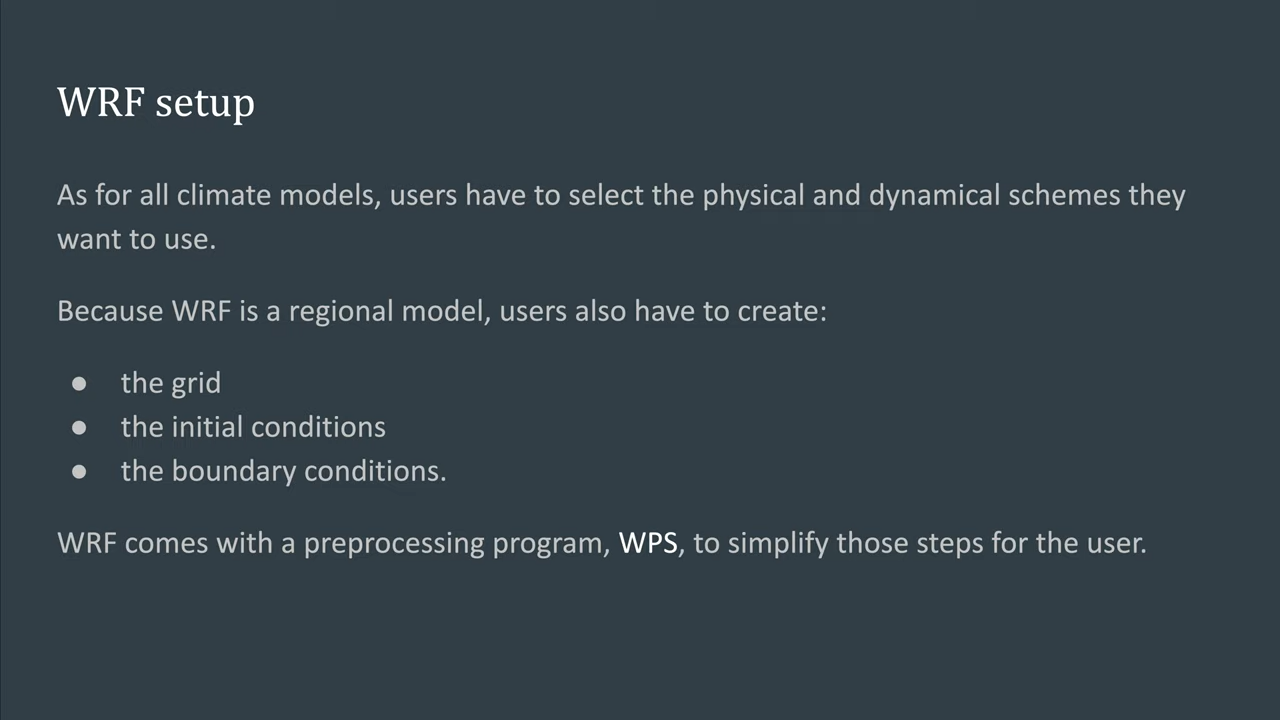 WRF setup
As for all climate models, users have to select the physical and dynamical schemes they
want to use.
Because WRF is a regional model, users also have to create:
● the grid
● the initial conditions
● the boundary conditions.
WRF comes with a preprocessing program, WPS, to simplify those steps for the user.